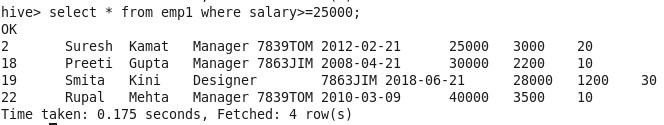 hive> select * from emp1 where salary>=25000;
OK
2 Suresh Kamat Manager 7839TOM 2012-02-21 25000 3000 20
18 Preeti Gupta Manager 7863JIM 2008-04-21 30000 2200 10
19 Smita Kini Designer 7863JIM 2018-06-21 28000 1200 30
22 Rupal Mehta Manager 7839TOM 2010-03-09 40000 3500 10
Time taken: 0.175 seconds, Fetched: 4 row(s)